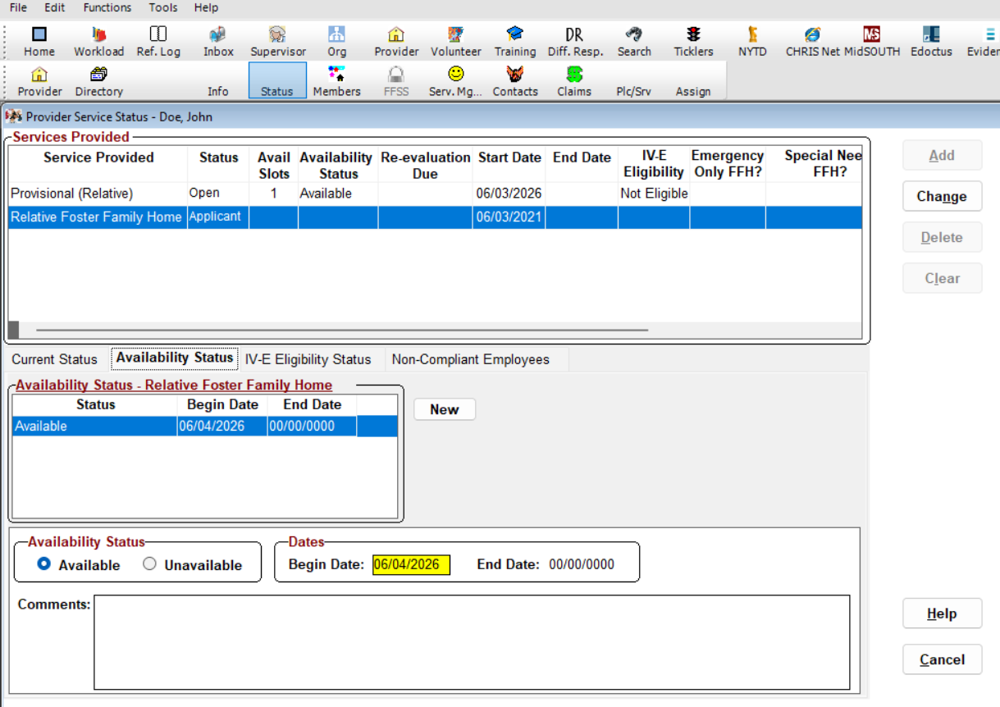 File Edit Functions Tools Help
Home Workload Ref. Log Inbox Supervisor Org Provider Volunteer Training DR Diff. Resp. Search Ticklers NYTD CHRIS Net MS MidSOUTH Edoctus Eviden
Provider Directory Info Status Members FFSS Serv. Mg... Contacts Claims Plc/Srv Assign
Provider Service Status - Doe, John
Services Provided
Service Provided Status Avail Slots Availability Status Re-evaluation Due Start Date End Date IV-E Eligibility Emergency Only FFH? Special Nee FFH?
Provisional (Relative) Open 1 Available 06/03/2026 Not Eligible
Relative Foster Family Home Applicant 06/03/2021
Add
Change
Delete
Clear
Current Status Availability Status IV-E Eligibility Status Non-Compliant Employees
Availability Status - Relative Foster Family Home
Status Begin Date End Date
Available 06/04/2026 00/00/0000
New
Availability Status
Available Unavailable
Dates
Begin Date: 06/04/2026 End Date: 00/00/0000
Comments:
Help
Cancel